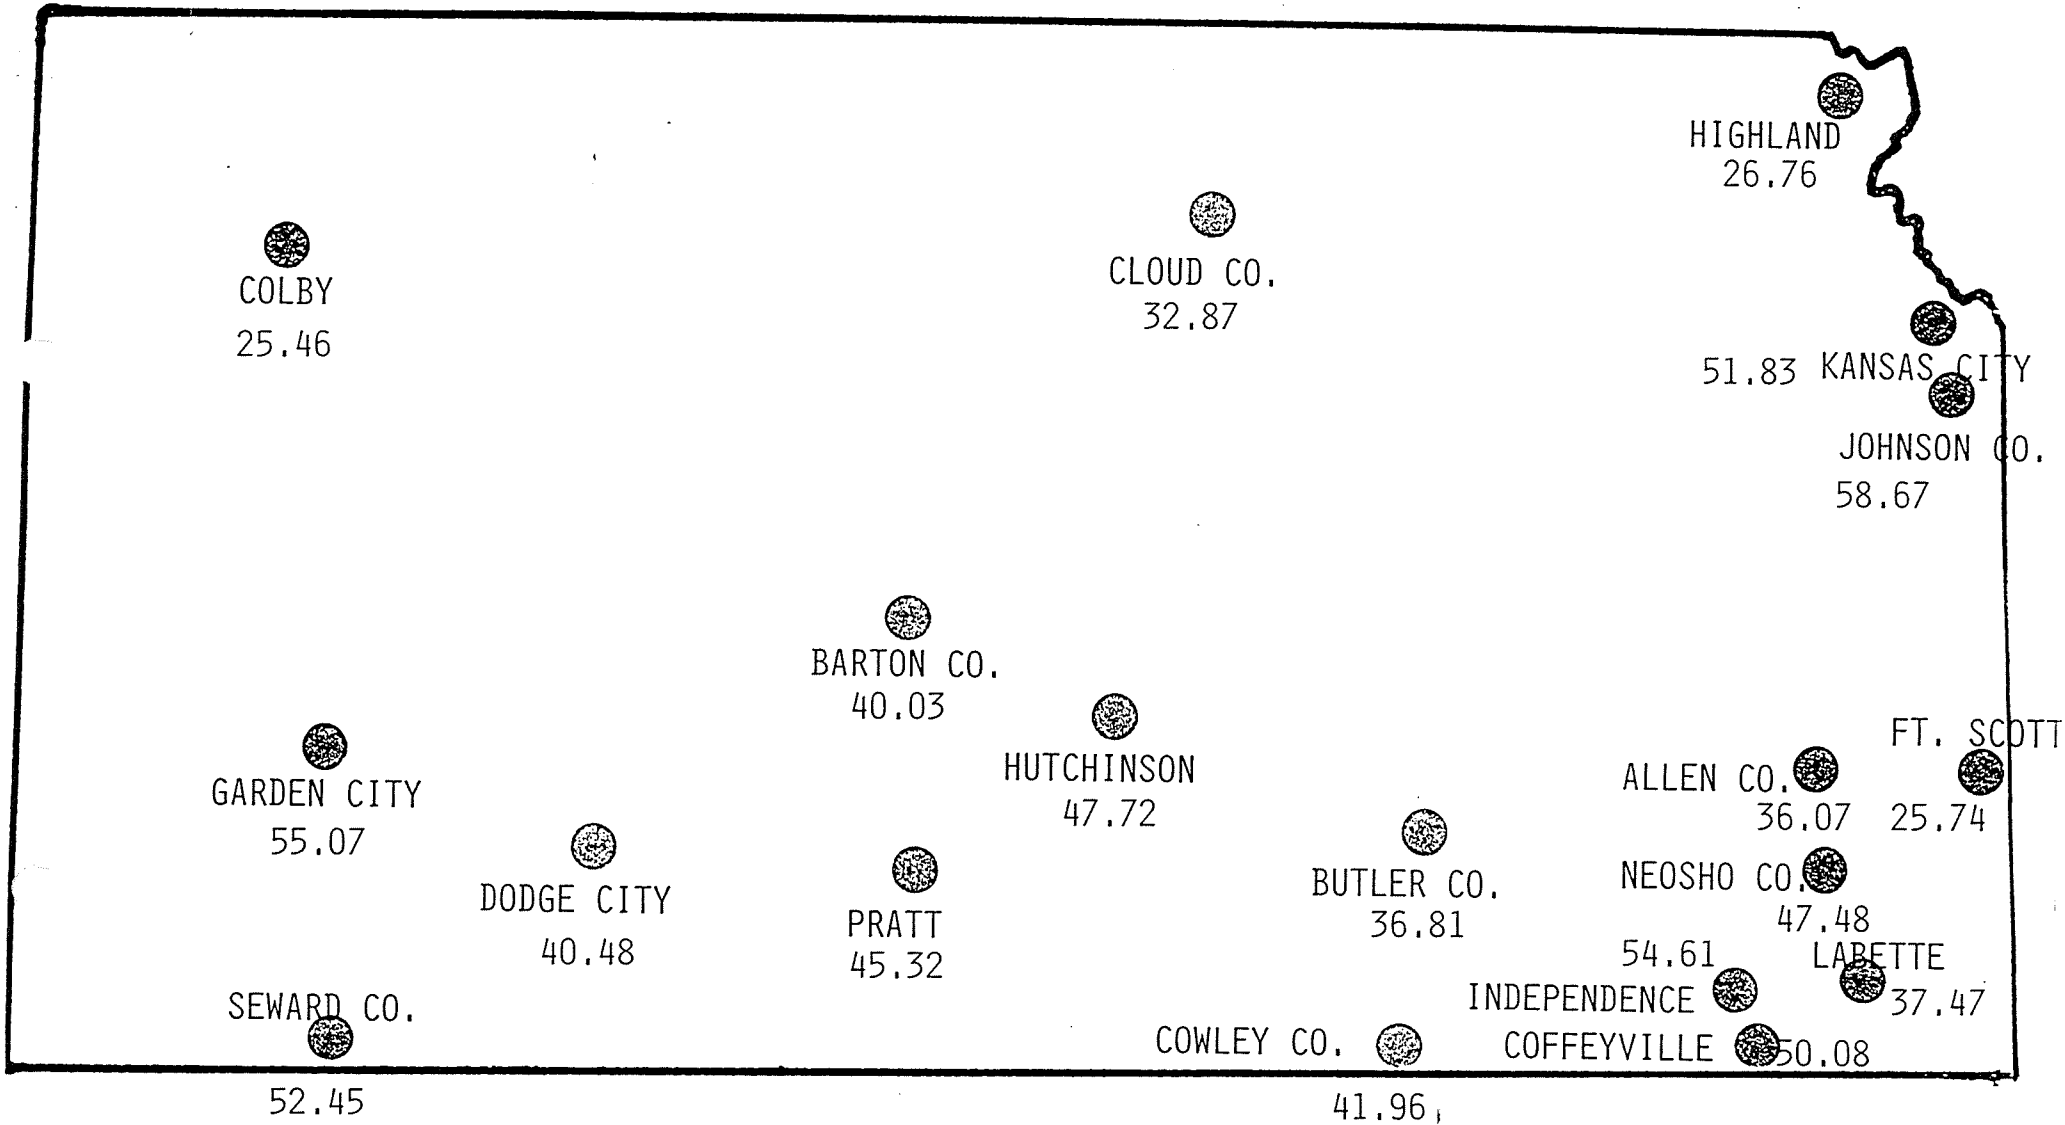 HIGHLAND
26.76
COLBY
25.46
CLOUD CO.
32.87
51.83 KANSAS CITY
JOHNSON CO.
58.67
BARTON CO.
40.03
HUTCHINSON
47.72
GARDEN CITY
55.07
DODGE CITY
40.48
PRATT
45.32
BUTLER CO.
36.81
FT. SCOTT
25.74
ALLEN CO.
36.07
NEOSHO CO.
47.48
54.61
INDEPENDENCE
LABETTE
37.47
SEWARD CO.
52.45
COWLEY CO.
41.96
COFFEYVILLE 50.08